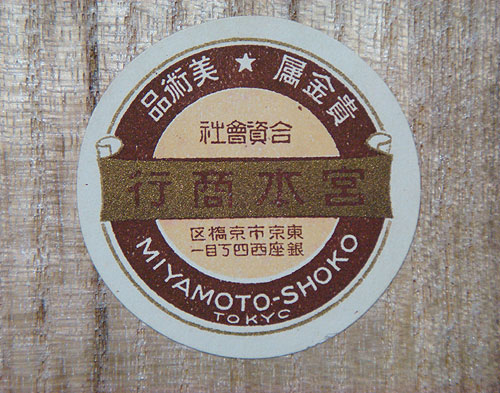 貴金属 ★ 美術品
合資會社
宮本商行
東京市京橋区
銀座西四丁目一
MIYAMOTO-SHOKO
TOKYO